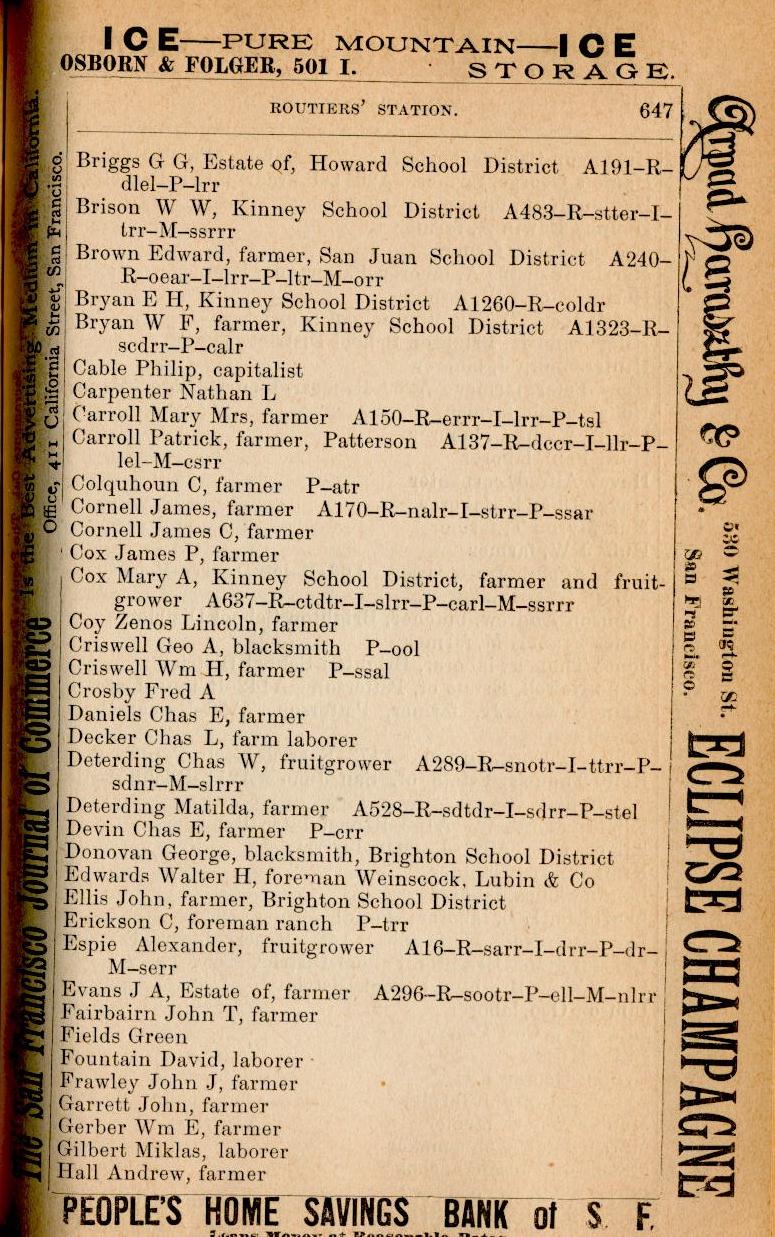 ICE—PURE MOUNTAIN—ICE
OSBORN & FOLGER, 501 I. STORAGE.
ROUTIERS' STATION. 647
Briggs G G, Estate of, Howard School District A191–R–
dlel–P–lrr
Brison W W, Kinney School District A483–R–stter–I–
trr–M–ssrrr
Brown Edward, farmer, San Juan School District A240–
R–oear–I–lrr–P–ltr–M–orr
Bryan E H, Kinney School District A1260–R–coldr
Bryan W F, farmer, Kinney School District A1323–R–
scdrr–P–calr
Cable Philip, capitalist
Carpenter Nathan L
Carroll Mary Mrs, farmer A150–R–errr–I–lrr–P–tsl
Carroll Patrick, farmer, Patterson A137–R–dccr–I–llr–P–
lel–M–csrr
Colquhoun C, farmer P–atr
Cornell James, farmer A170–R–nalr–I–strr–P–ssar
Cornell James C, farmer
Cox James P, farmer
Cox Mary A, Kinney School District, farmer and fruit-
grower A637–R–ctdtr–I–slrr–P–carl–M–ssrrr
Coy Zenos Lincoln, farmer
Criswell Geo A, blacksmith P–ool
Criswell Wm H, farmer P–ssal
Crosby Fred A
Daniels Chas E, farmer
Decker Chas L, farm laborer
Deterding Chas W, fruitgrower A289–R–snotr–I–ttrr–P–
sdnr–M–slrrr
Deterding Matilda, farmer A528–R–sdtdr–I–sdrr–P–stel
Devin Chas E, farmer P–crr
Donovan George, blacksmith, Brighton School District
Edwards Walter H, foreman Weinscock, Lubin & Co
Ellis John, farmer, Brighton School District
Erickson C, foreman ranch P–trr
Espie Alexander, fruitgrower A16–R–sarr–I–drr–P–dr–
M–serr
Evans J A, Estate of, farmer A296–R–sootr–P–ell–M–nlrr
Fairbairn John T, farmer
Fields Green
Fountain David, laborer
Frawley John J, farmer
Garrett John, farmer
Gerber Wm E, farmer
Gilbert Miklas, laborer
Hall Andrew, farmer
PEOPLE'S HOME SAVINGS BANK of S. F.
Loans Money at Reasonable Rates
The San Francisco Journal of Commerce Is the Best Advertising Medium in California.
Office, 411 California Street, San Francisco.
Arpad Haraszthy & Co. 530 Washington St. San Francisco. ECLIPSE CHAMPAGNE